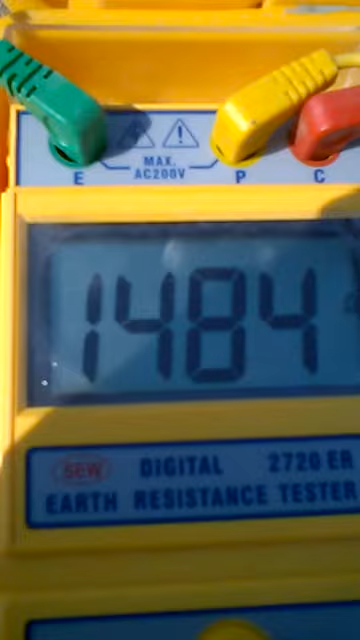 E P C
MAX.
AC200V
1484
SEW DIGITAL 2720 ER
EARTH RESISTANCE TESTER